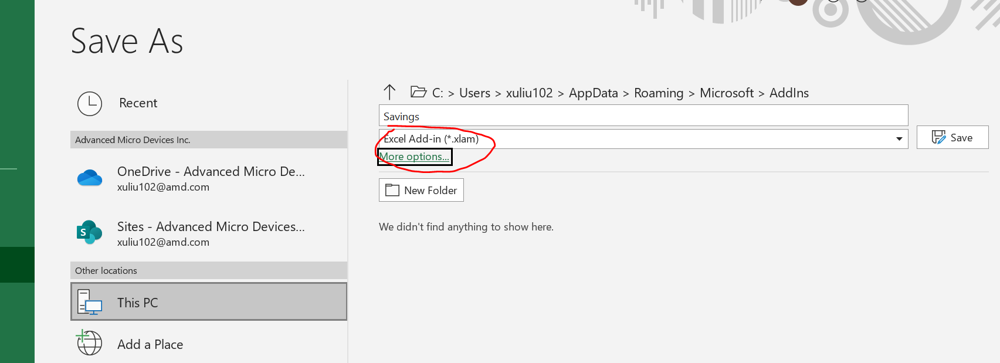 Save As
Recent
Advanced Micro Devices Inc.
OneDrive - Advanced Micro De...
xuliu102@amd.com
S
Sites - Advanced Micro Devices...
xuliu102@amd.com
Other locations
This PC
Add a Place
C: > Users > xuliu102 > AppData > Roaming > Microsoft > AddIns
Savings
Excel Add-in (*.xlam)
Save
More options...
New Folder
We didn't find anything to show here.